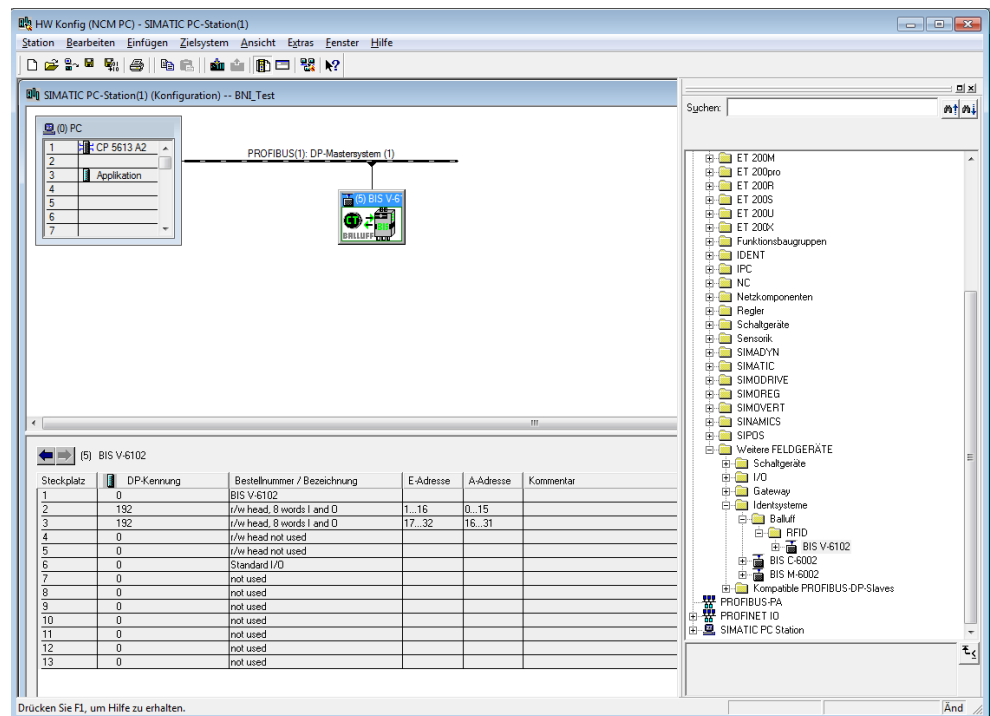 HW Konfig (NCM PC) - SIMATIC PC-Station(1)
Station Bearbeiten Einfügen Zielsystem Ansicht Extras Fenster Hilfe
SIMATIC PC-Station(1) (Konfiguration) -- BNI_Test
(0) PC
1 CP 5613 A2
2
3 Applikation
4
5
6
7
PROFIBUS(1): DP-Mastersystem (1)
(5) BIS V-6
BALLUFF
(5) BIS V-6102
Steckplatz DP-Kennung Bestellnummer / Bezeichnung E-Adresse A-Adresse Kommentar
1 0 BIS V-6102
2 192 r/w head, 8 words I and O 1...16 0...15
3 192 r/w head, 8 words I and O 17...32 16...31
4 0 r/w head not used
5 0 r/w head not used
6 0 Standard I/O
7 0 not used
8 0 not used
9 0 not used
10 0 not used
11 0 not used
12 0 not used
13 0 not used
Suchen:
ET 200M
ET 200pro
ET 200R
ET 200S
ET 200U
ET 200X
Funktionsbaugruppen
IDENT
IPC
NC
Netzkomponenten
Regler
Schaltgeräte
Sensorik
SIMADYN
SIMATIC
SIMODRIVE
SIMOREG
SIMOVERT
SINAMICS
SIPOS
Weitere FELDGERÄTE
Schaltgeräte
I/O
Gateway
Identsysteme
Balluff
RFID
BIS V-6102
BIS C-6002
BIS M-6002
Kompatible PROFIBUS-DP-Slaves
PROFIBUS-PA
PROFINET IO
SIMATIC PC Station
Drücken Sie F1, um Hilfe zu erhalten.
Änd